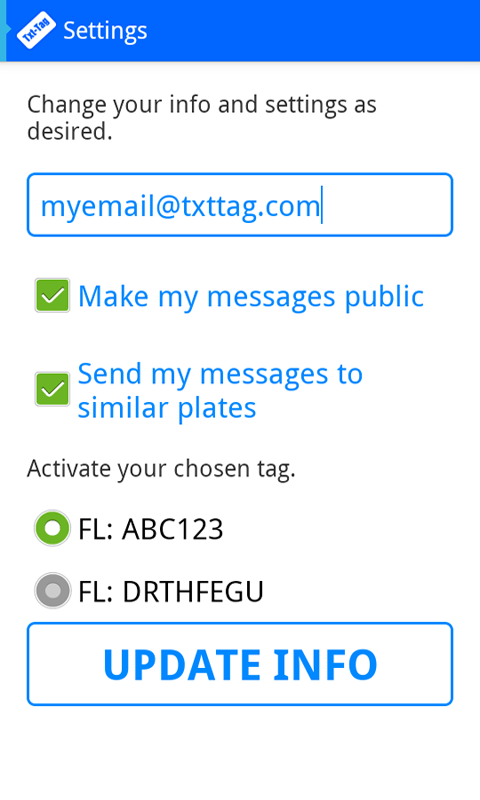 Txt-Tag
Settings
Change your info and settings as
desired.
myemail@txttag.com
Make my messages public
Send my messages to
similar plates
Activate your chosen tag.
FL: ABC123
FL: DRTHFEGU
UPDATE INFO